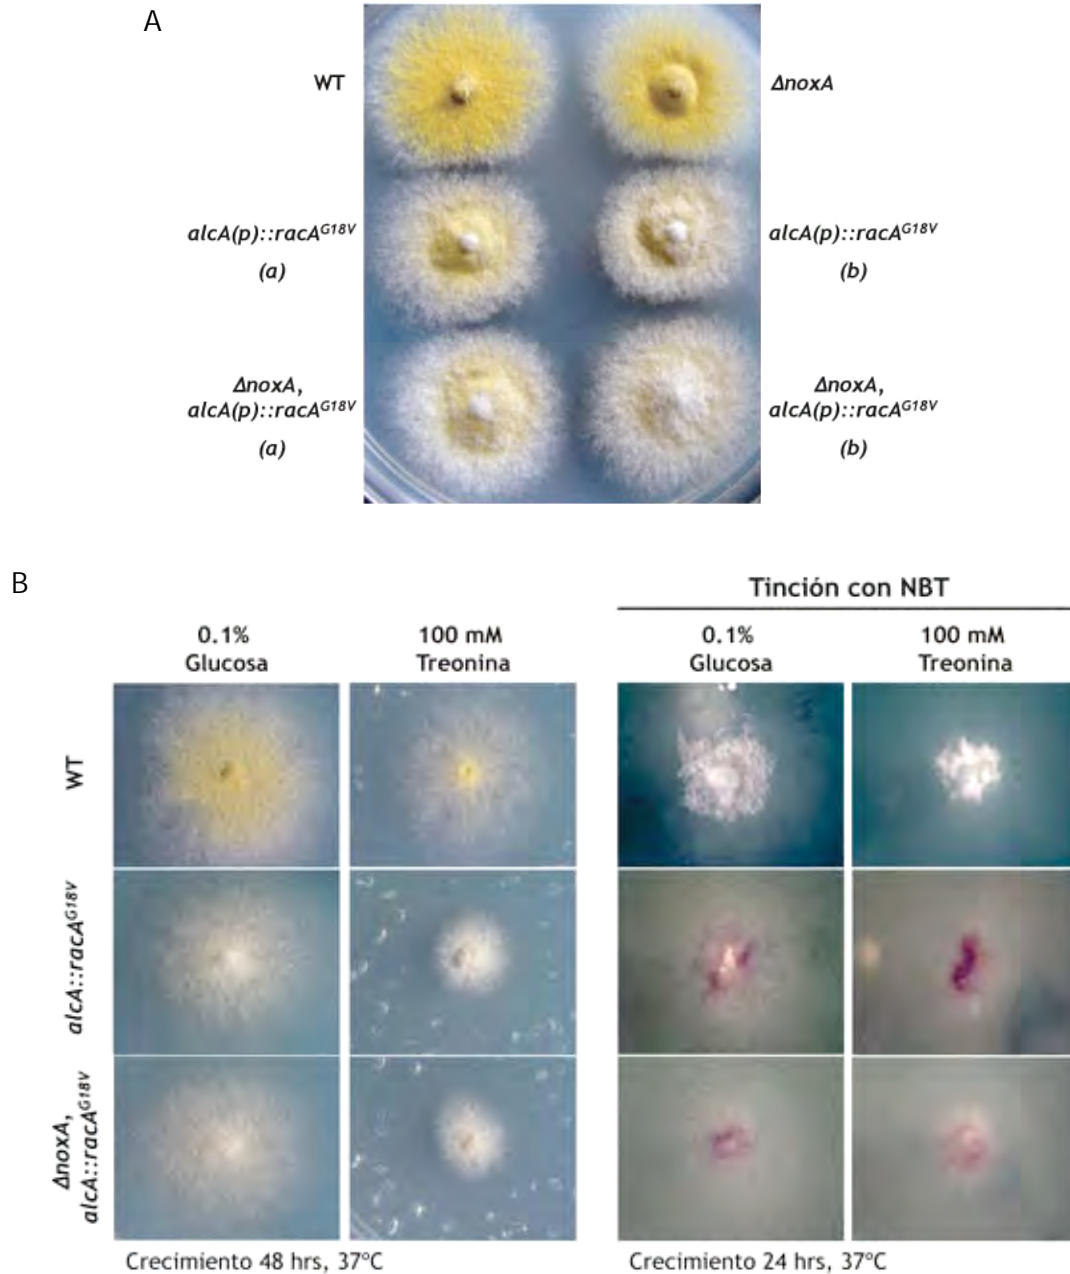 A
WT
ΔnoxA
alcA(p)::racA^G18V
(a)
alcA(p)::racA^G18V
(b)
ΔnoxA,
alcA(p)::racA^G18V
(a)
ΔnoxA,
alcA(p)::racA^G18V
(b)
B
Tinción con NBT
0.1%
Glucosa
100 mM
Treonina
0.1%
Glucosa
100 mM
Treonina
WT
alcA::racA^G18V
ΔnoxA,
alcA::racA^G18V
Crecimiento 48 hrs, 37ºC
Crecimiento 24 hrs, 37ºC